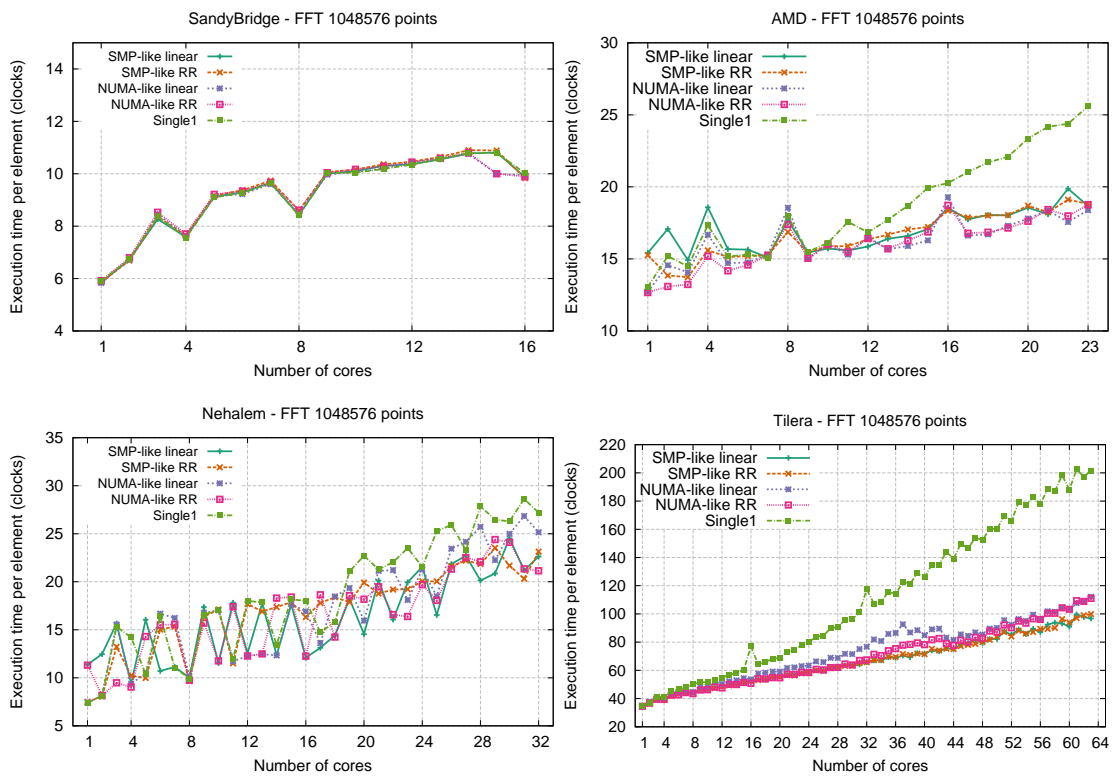 SandyBridge - FFT 1048576 points
Execution time per element (clocks)
14
12
10
8
6
4
SMP-like linear
SMP-like RR
NUMA-like linear
NUMA-like RR
Single1
1
4
8
12
16
Number of cores
AMD - FFT 1048576 points
Execution time per element (clocks)
30
25
20
15
10
SMP-like linear
SMP-like RR
NUMA-like linear
NUMA-like RR
Single1
1
4
8
12
16
20
23
Number of cores
Nehalem - FFT 1048576 points
Execution time per element (clocks)
35
30
25
20
15
10
5
SMP-like linear
SMP-like RR
NUMA-like linear
NUMA-like RR
Single1
1
4
8
12
16
20
24
28
32
Number of cores
Tilera - FFT 1048576 points
Execution time per element (clocks)
220
200
180
160
140
120
100
80
60
40
20
SMP-like linear
SMP-like RR
NUMA-like linear
NUMA-like RR
Single1
1 4 8 12 16 20 24 28 32 36 40 44 48 52 56 60 64
Number of cores